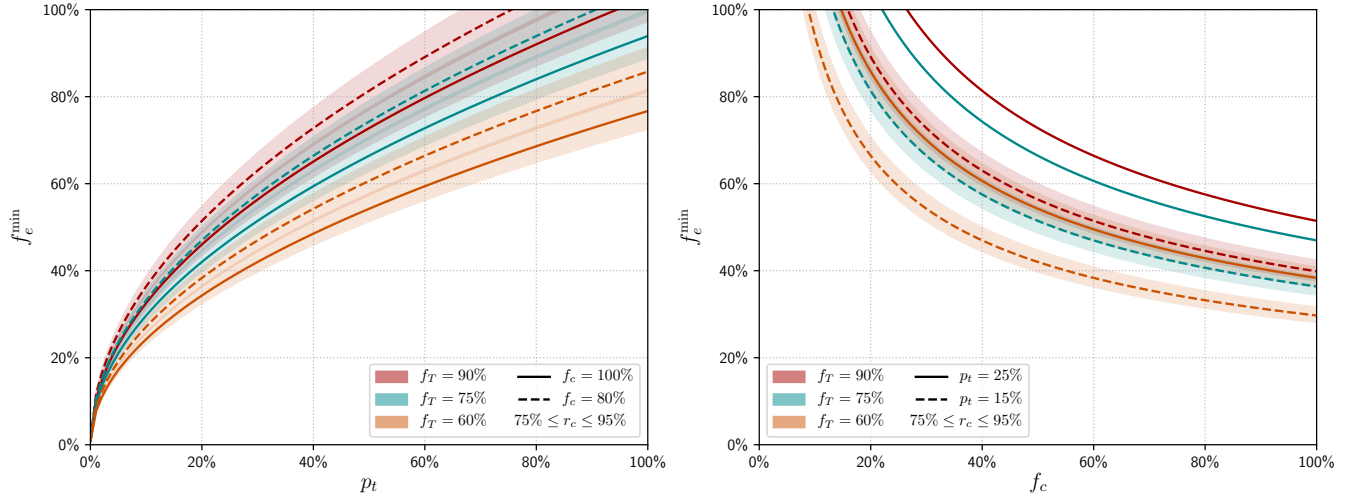 100%
80%
60%
40%
20%
0%
f_e^min
0% 20% 40% 60% 80% 100%
p_t
f_T = 90% f_c = 100%
f_T = 75% f_c = 80%
f_T = 60% 75% ≤ r_c ≤ 95%
100%
80%
60%
40%
20%
0%
f_e^min
0% 20% 40% 60% 80% 100%
f_c
f_T = 90% p_t = 25%
f_T = 75% p_t = 15%
f_T = 60% 75% ≤ r_c ≤ 95%